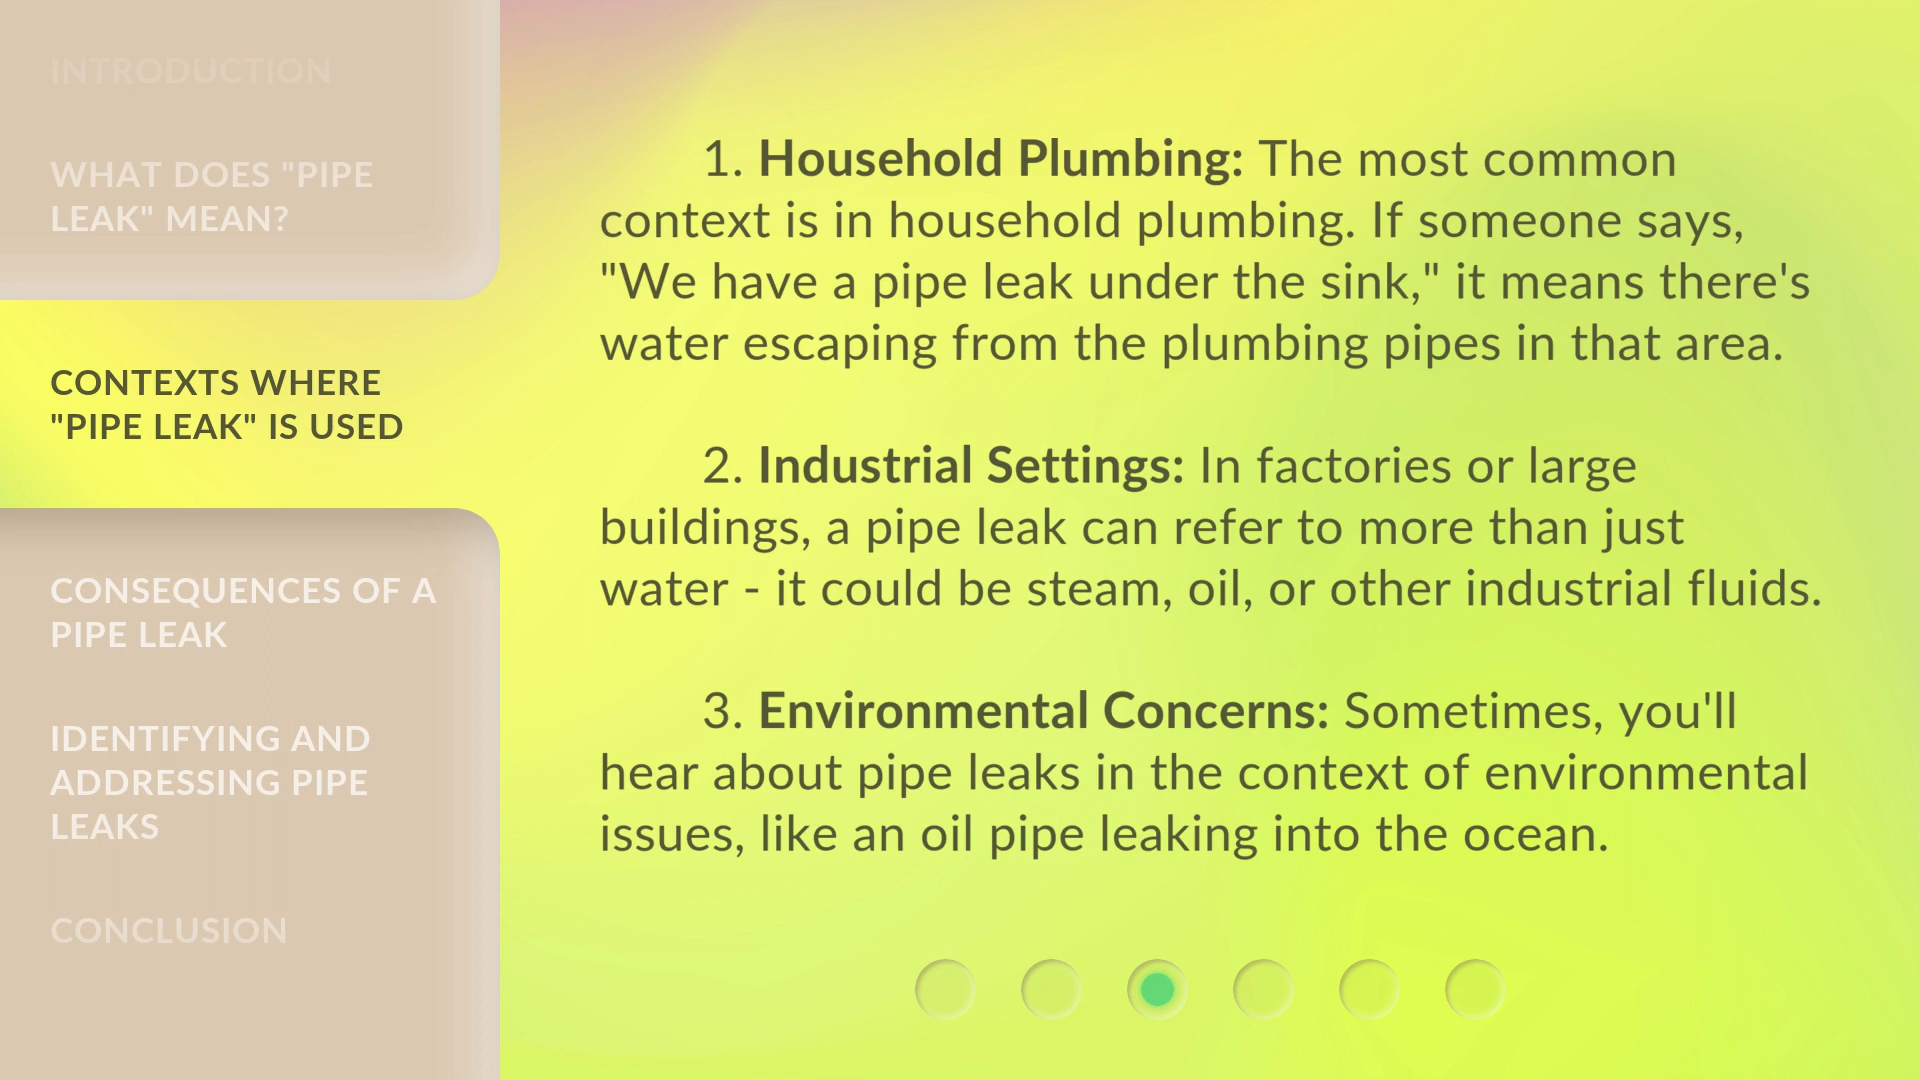 INTRODUCTION
WHAT DOES "PIPE
LEAK" MEAN?
CONTEXTS WHERE
"PIPE LEAK" IS USED
CONSEQUENCES OF A
PIPE LEAK
IDENTIFYING AND
ADDRESSING PIPE
LEAKS
CONCLUSION
1. Household Plumbing: The most common
context is in household plumbing. If someone says,
"We have a pipe leak under the sink," it means there's
water escaping from the plumbing pipes in that area.
2. Industrial Settings: In factories or large
buildings, a pipe leak can refer to more than just
water - it could be steam, oil, or other industrial fluids.
3. Environmental Concerns: Sometimes, you'll
hear about pipe leaks in the context of environmental
issues, like an oil pipe leaking into the ocean.